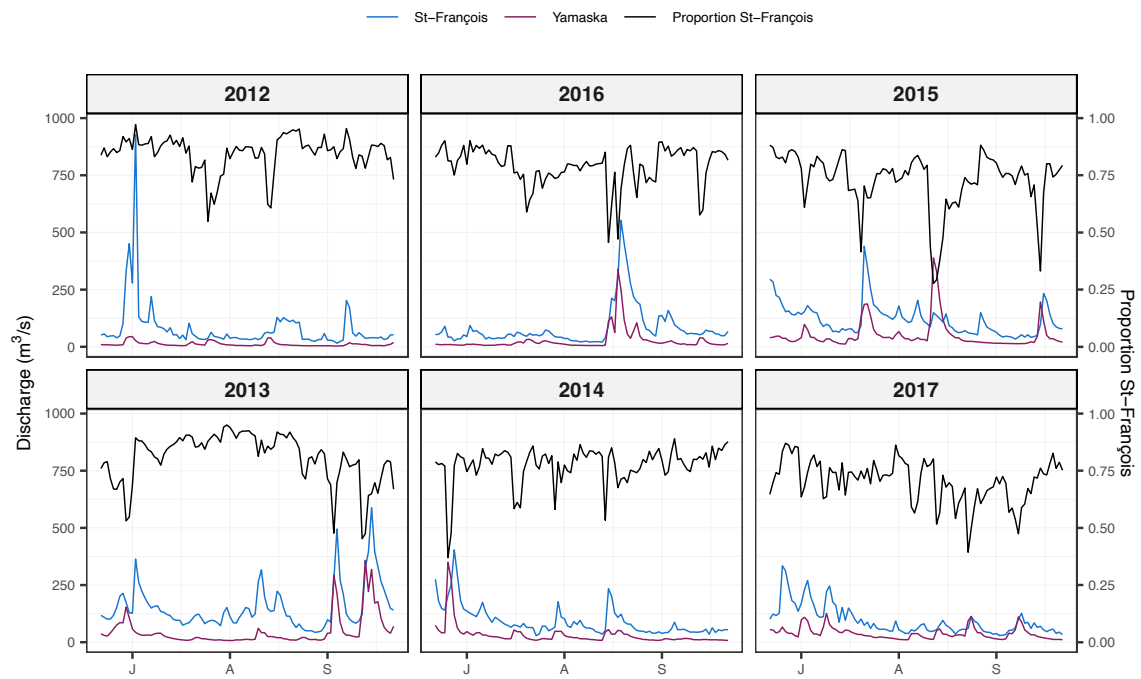 St−François Yamaska Proportion St−François
2012 2016 2015
1000 1.00
750 0.75
500 0.50
250 0.25
0 0.00
2013 2014 2017
1000 1.00
750 0.75
500 0.50
250 0.25
0 0.00
J A S J A S J A S
Discharge (m³/s)
Proportion St−François